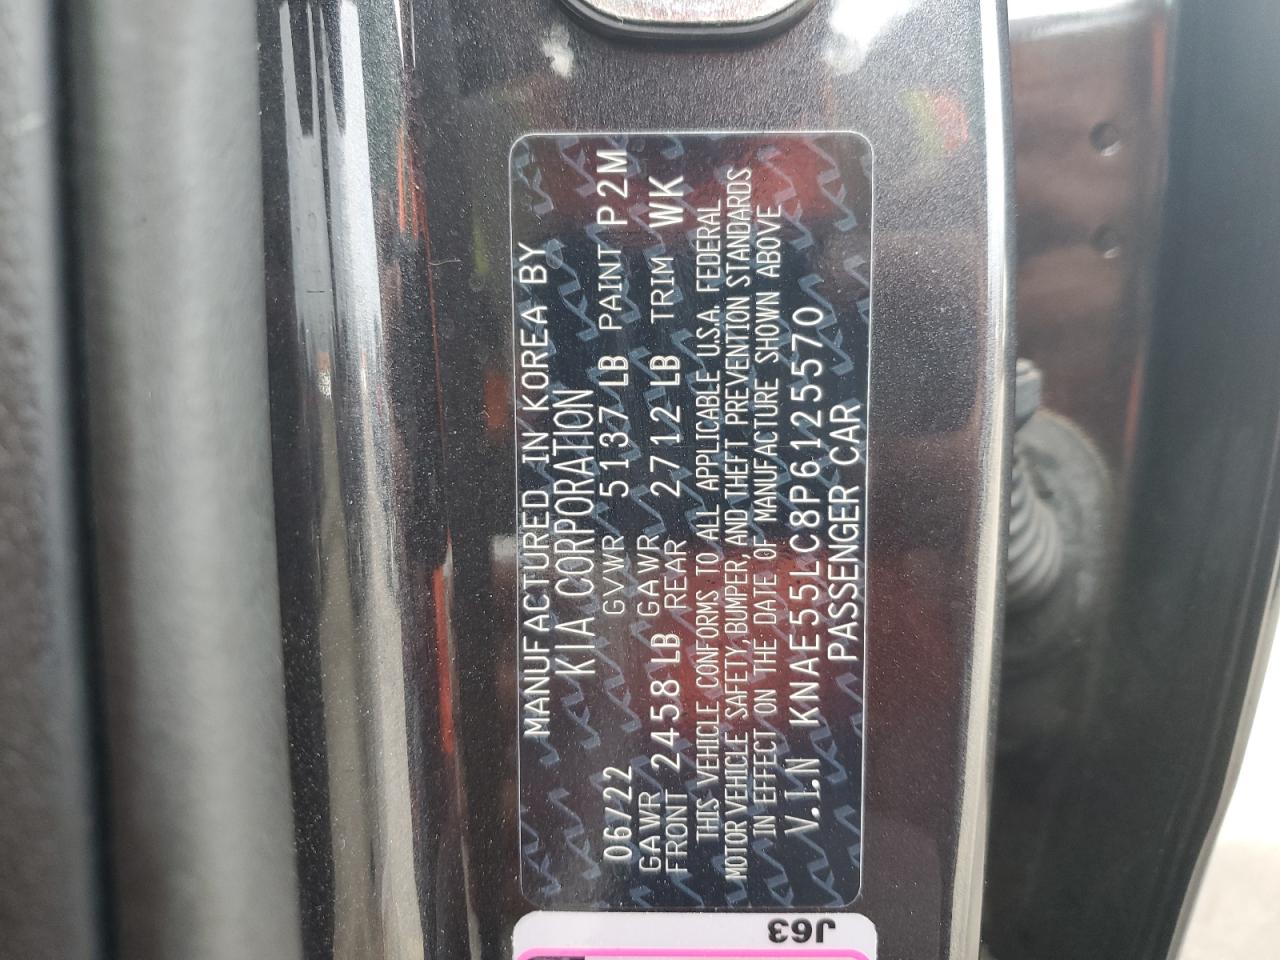 MANUFACTURED IN KOREA BY
KIA CORPORATION
06/22 GVWR 5137 LB PAINT P2M
GAWR FRONT 2458 LB GAWR REAR 2712 LB TRIM WK
THIS VEHICLE CONFORMS TO ALL APPLICABLE U.S.A. FEDERAL
MOTOR VEHICLE SAFETY, BUMPER, AND THEFT PREVENTION STANDARDS
IN EFFECT ON THE DATE OF MANUFACTURE SHOWN ABOVE
V.I.N KNAE55LC8P6125570
PASSENGER CAR
J63